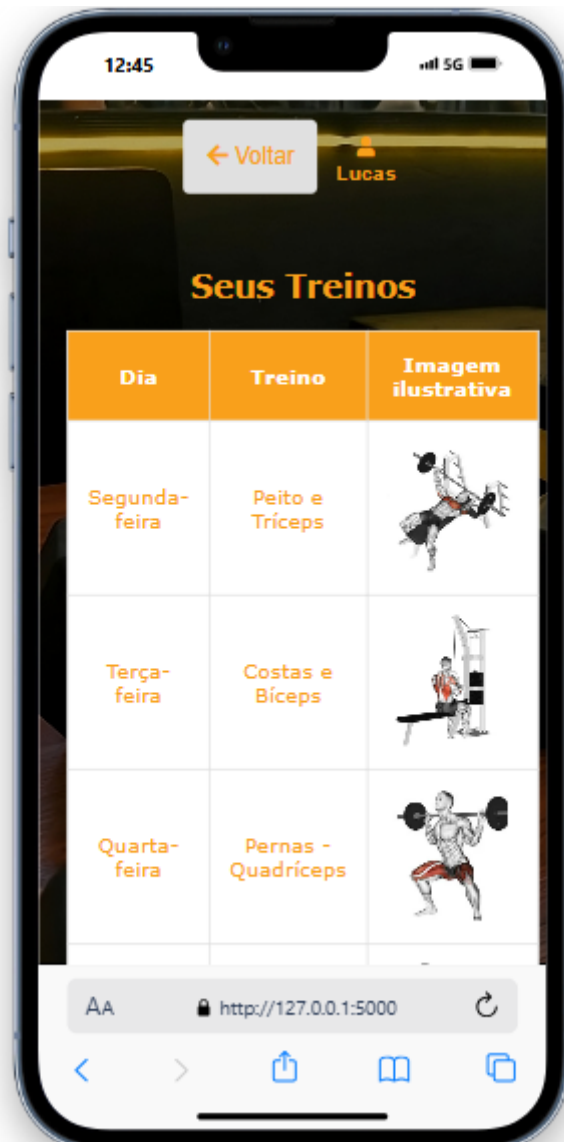 12:45
5G
Voltar
Lucas
Seus Treinos
Dia
Treino
Imagem
ilustrativa
Segunda-
feira
Peito e
Tríceps
Terça-
feira
Costas e
Bíceps
Quarta-
feira
Pernas -
Quadríceps
AA
http://127.0.0.1:5000